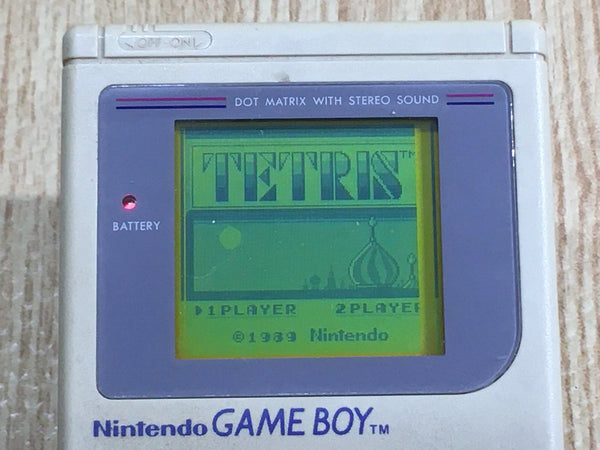 OFF-ON
DOT MATRIX WITH STEREO SOUND
TETRIS™
BATTERY
1PLAYER 2PLAYER
©1989 Nintendo
Nintendo GAME BOY™